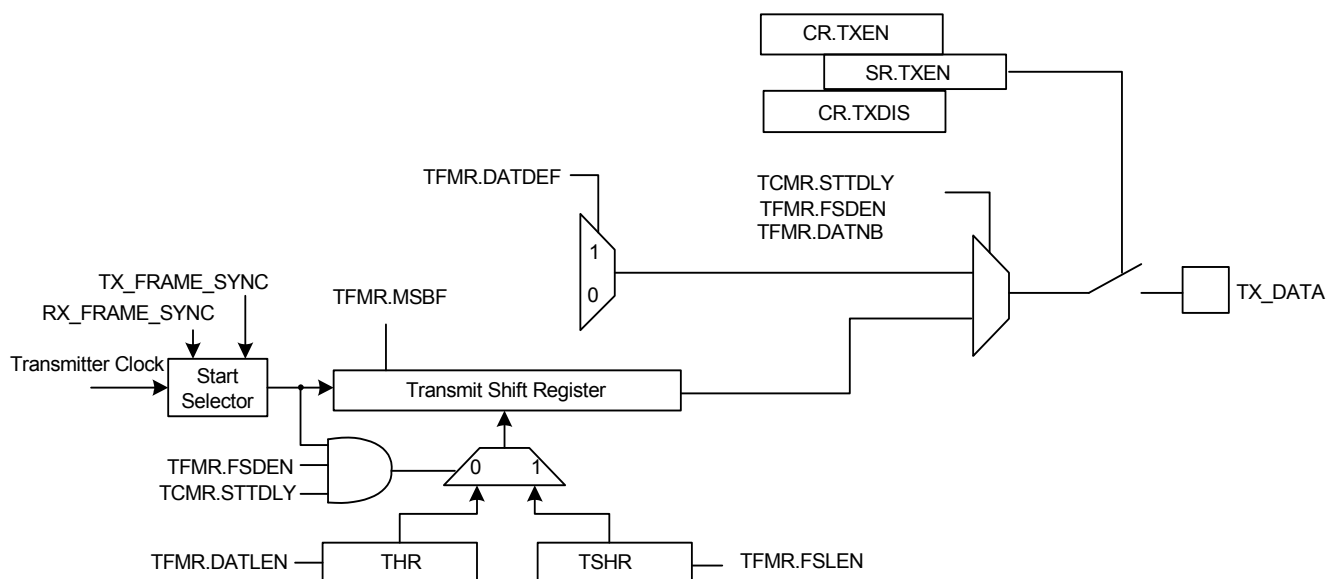 CR.TXEN
SR.TXEN
CR.TXDIS
TFMR.DATDEF
TCMR.STTDLY
TFMR.FSDEN
TFMR.DATNB
1
0
TX_FRAME_SYNC
RX_FRAME_SYNC
TFMR.MSBF
TX_DATA
Transmitter Clock
Start
Selector
Transmit Shift Register
TFMR.FSDEN
TCMR.STTDLY
0 1
TFMR.DATLEN
THR
TSHR
TFMR.FSLEN